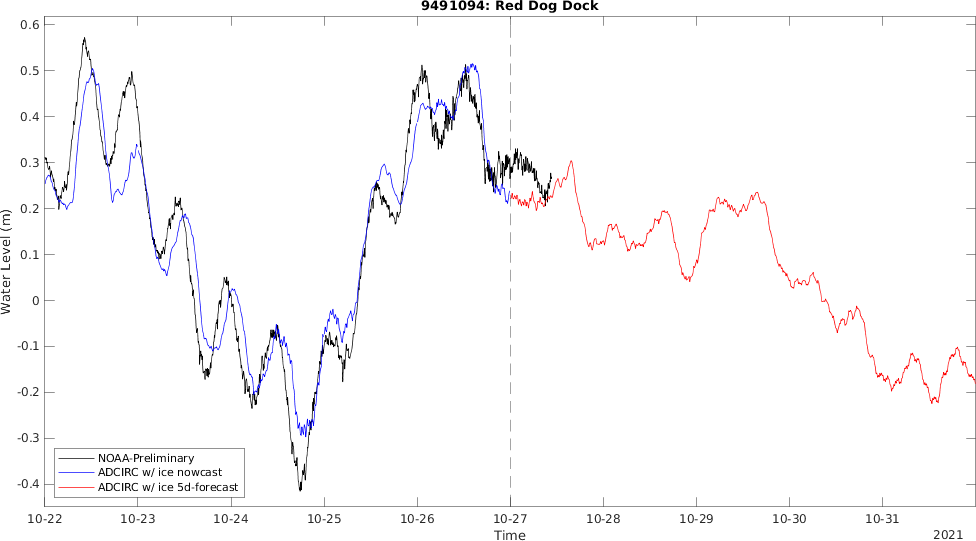 9491094: Red Dog Dock
0.6
0.5
0.4
0.3
0.2
0.1
0
-0.1
-0.2
-0.3
-0.4
Water Level (m)
NOAA-Preliminary
ADCIRC w/ ice nowcast
ADCIRC w/ ice 5d-forecast
10-22 10-23 10-24 10-25 10-26 10-27 10-28 10-29 10-30 10-31
Time
2021